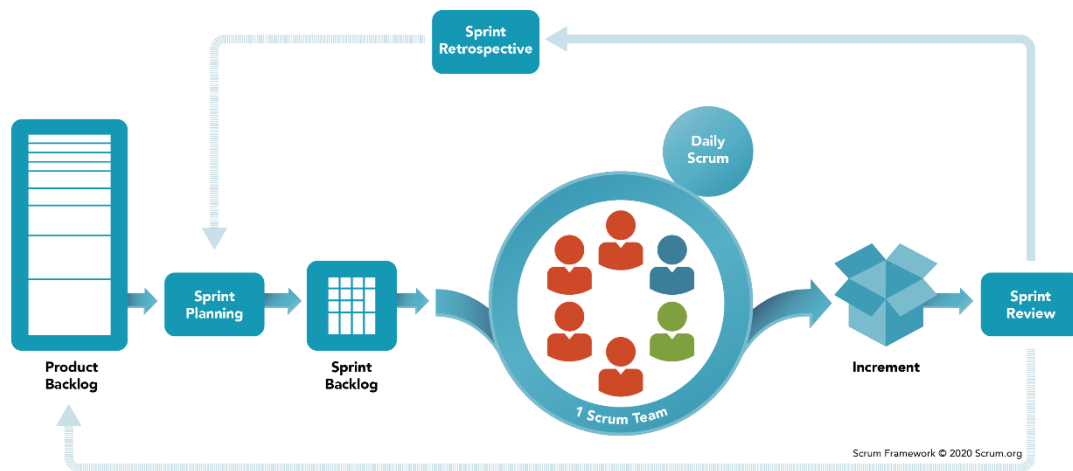 Sprint
Retrospective
Daily
Scrum
Sprint
Planning
Sprint
Review
Product
Backlog
Sprint
Backlog
1 Scrum Team
Increment
Scrum Framework © 2020 Scrum.org